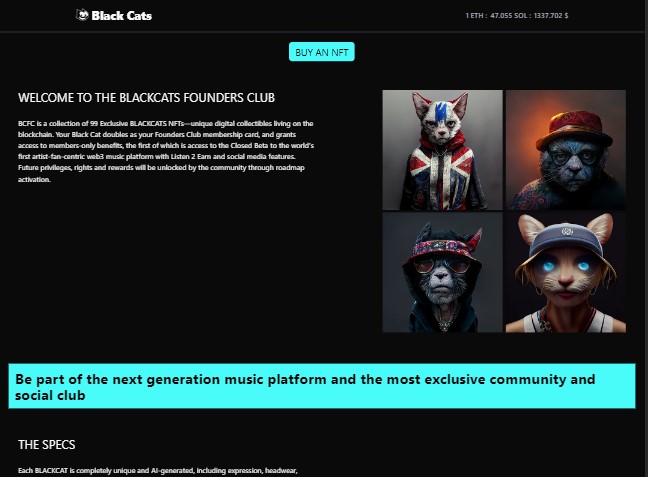 Black Cats
1 ETH : 47.055 SOL : 1337.702 $
BUY AN NFT
WELCOME TO THE BLACKCATS FOUNDERS CLUB
BCFC is a collection of 99 Exclusive BLACKCATS NFTs—unique digital collectibles living on the
blockchain. Your Black Cat doubles as your Founders Club membership card, and grants
access to members-only benefits, the first of which is access to the Closed Beta to the world's
first artist-fan-centric web3 music platform with Listen 2 Earn and social media features.
Future privileges, rights and rewards will be unlocked by the community through roadmap
activation.
Be part of the next generation music platform and the most exclusive community and
social club
THE SPECS
Each BLACKCAT is completely unique and AI-generated, including expression, headwear,